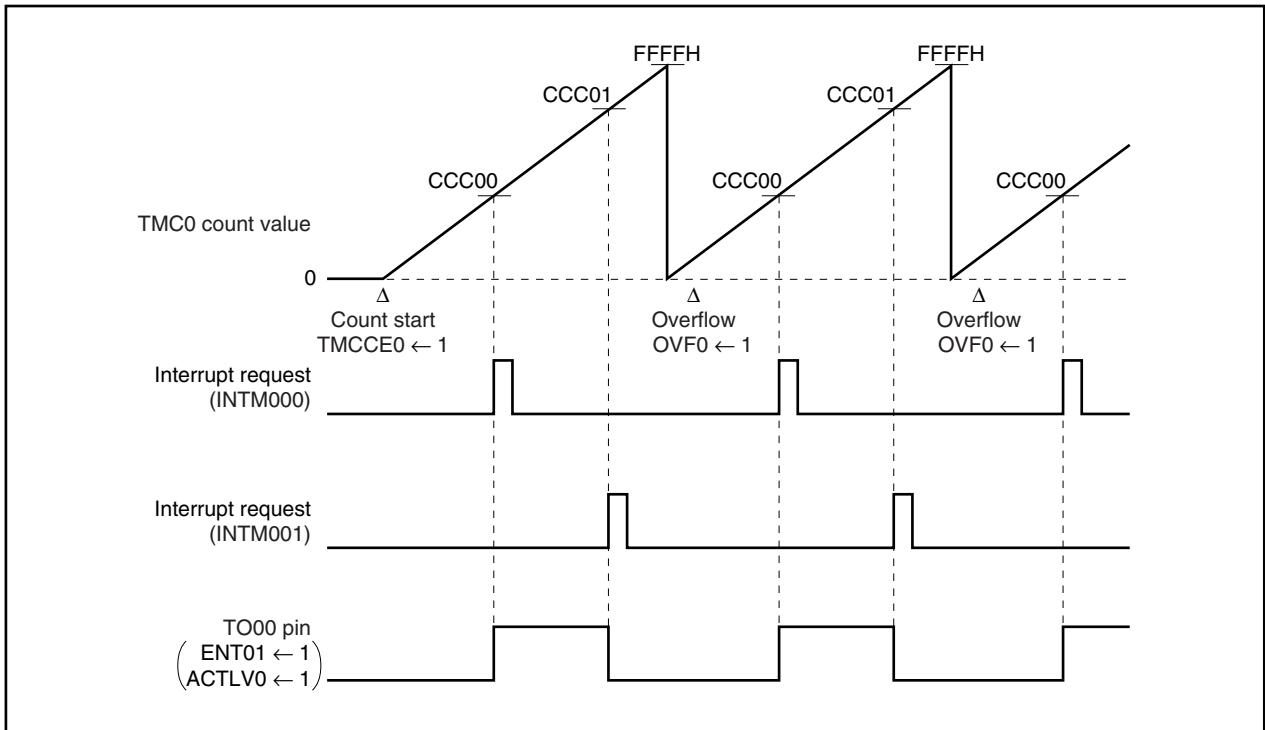 FFFFH FFFFH
CCC01 CCC01
CCC00 CCC00 CCC00
TMC0 count value
0
Δ Δ Δ
Count start Overflow Overflow
TMCCE0 ← 1 OVF0 ← 1 OVF0 ← 1
Interrupt request
(INTM000)
Interrupt request
(INTM001)
TO00 pin
(ENT01 ← 1
ACTLV0 ← 1)